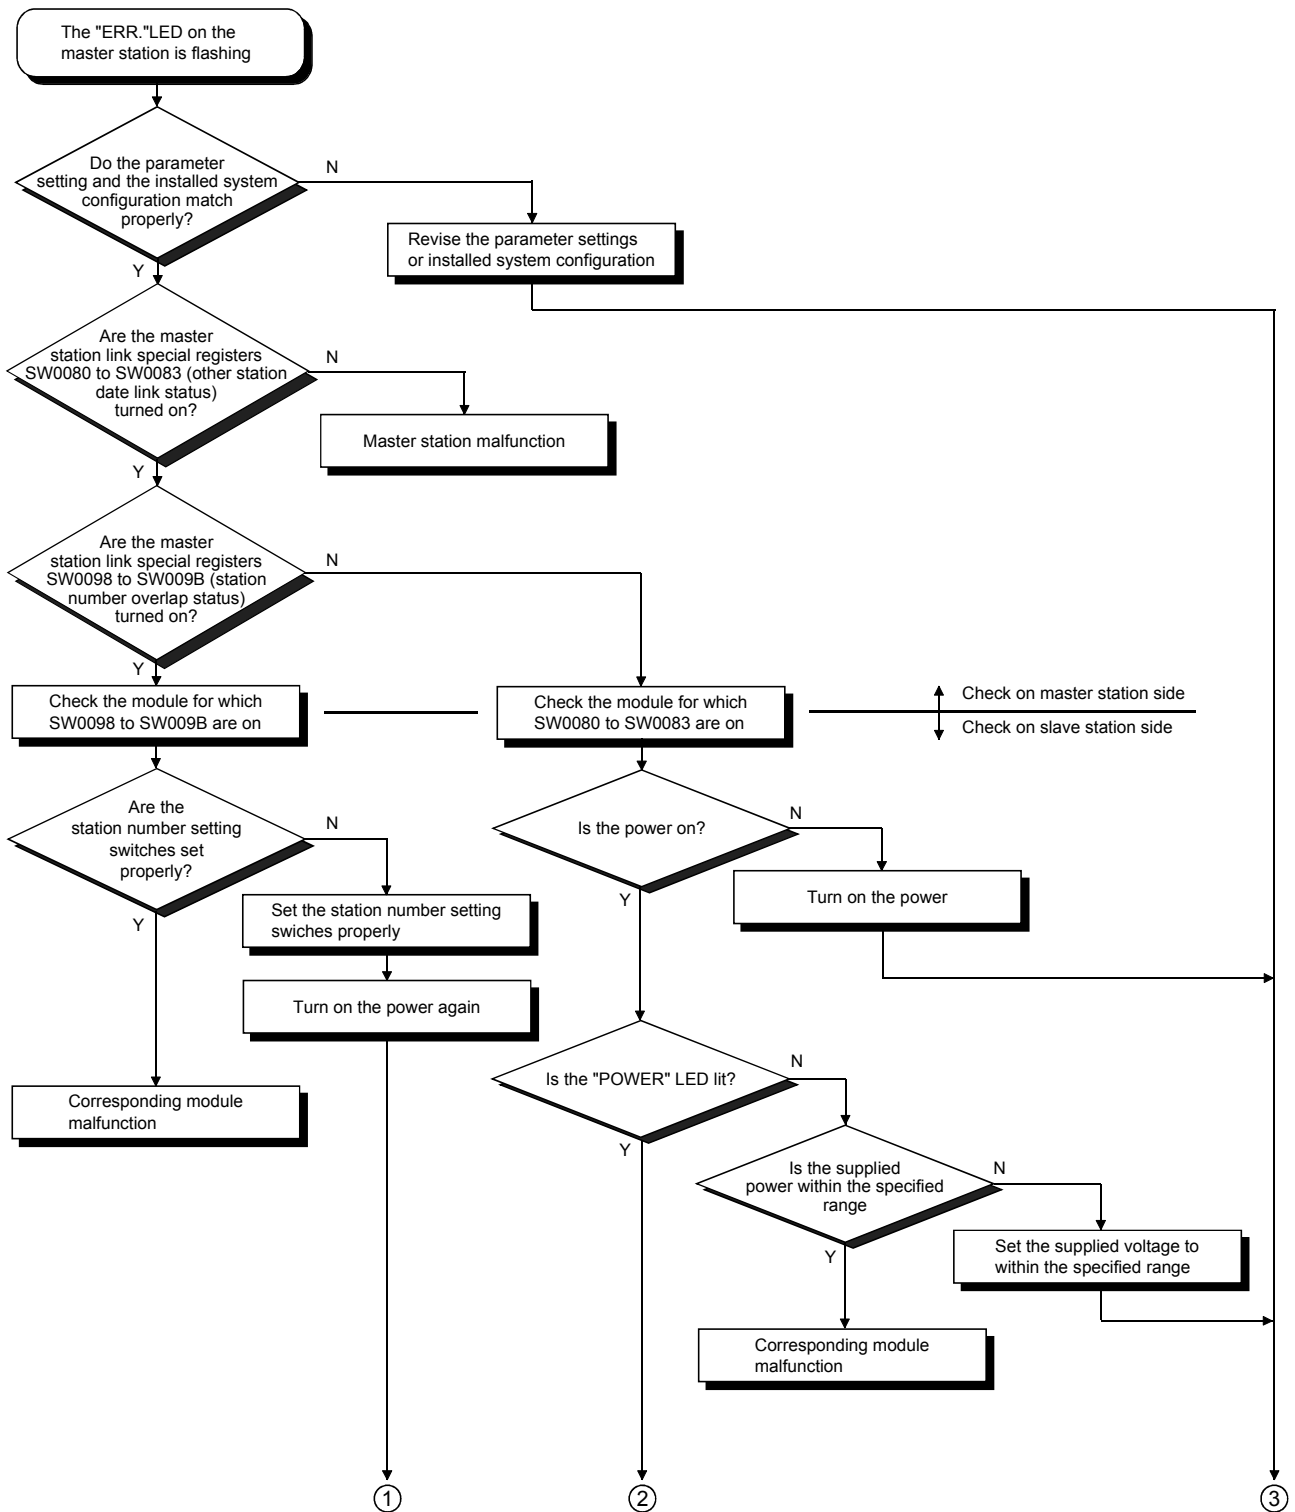 The "ERR."LED on the
master station is flashing
Do the parameter
setting and the installed system
configuration match
properly?
N
Y
Revise the parameter settings
or installed system configuration
Are the master
station link special registers
SW0080 to SW0083 (other station
date link status)
turned on?
N
Y
Master station malfunction
Are the master
station link special registers
SW0098 to SW009B (station
number overlap status)
turned on?
N
Y
Check the module for which
SW0098 to SW009B are on
Check the module for which
SW0080 to SW0083 are on
Check on master station side
Check on slave station side
Are the
station number setting
switches set
properly?
N
Y
Is the power on?
N
Y
Set the station number setting
swiches properly
Turn on the power
Turn on the power again
Is the "POWER" LED lit?
N
Y
Corresponding module
malfunction
Is the supplied
power within the specified
range
N
Y
Set the supplied voltage to
within the specified range
Corresponding module
malfunction
1
2
3